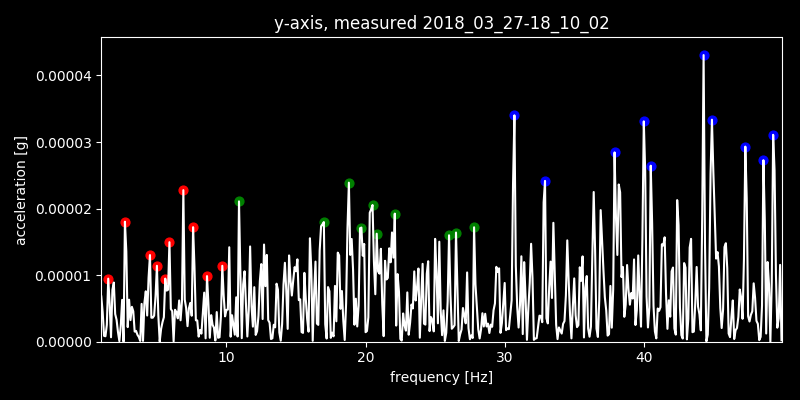 y-axis, measured 2018_03_27-18_10_02
0.00004
0.00003
0.00002
0.00001
0.00000
acceleration [g]
10 20 30 40
frequency [Hz]